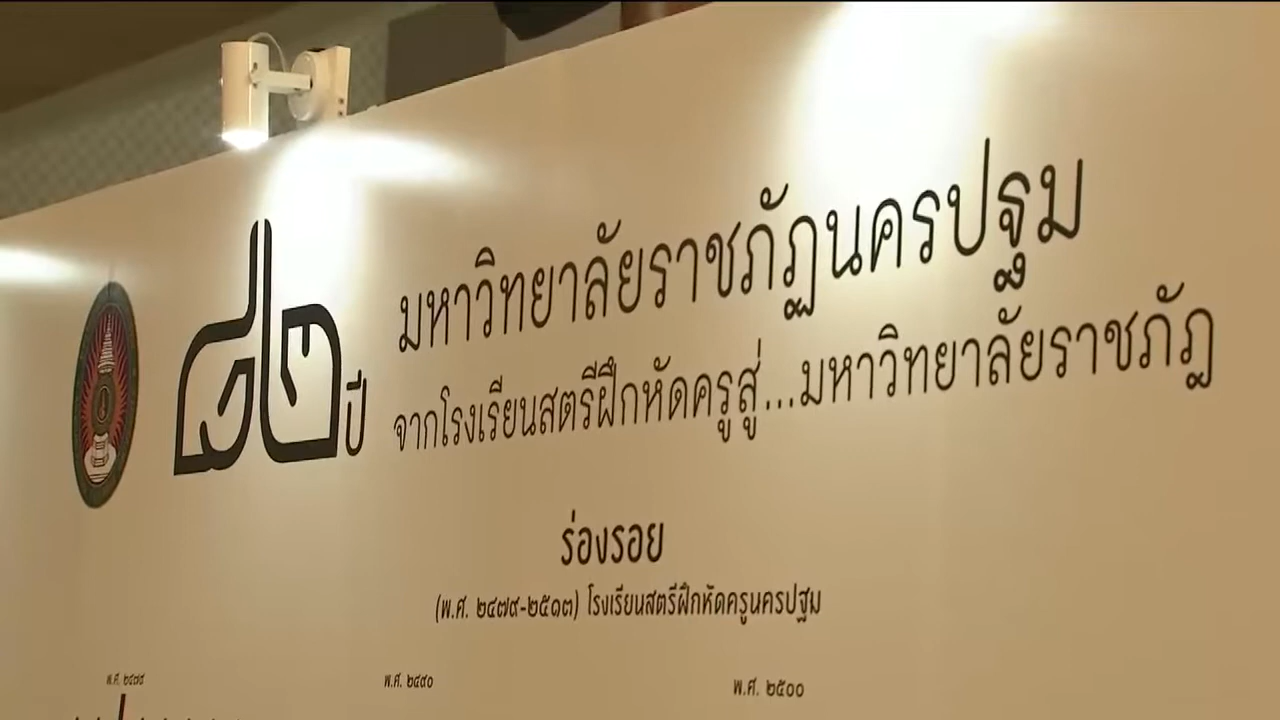 ๘๒ ปี
มหาวิทยาลัยราชภัฏนครปฐม
จากโรงเรียนสตรีฝึกหัดครูสู่...มหาวิทยาลัยราชภัฏ
ร่องรอย
(พ.ศ. ๒๔๗๙-๒๕๑๓) โรงเรียนสตรีฝึกหัดครูนครปฐม
พ.ศ. ๒๔๗๙ พ.ศ. ๒๔๙๐ พ.ศ. ๒๕๐๐